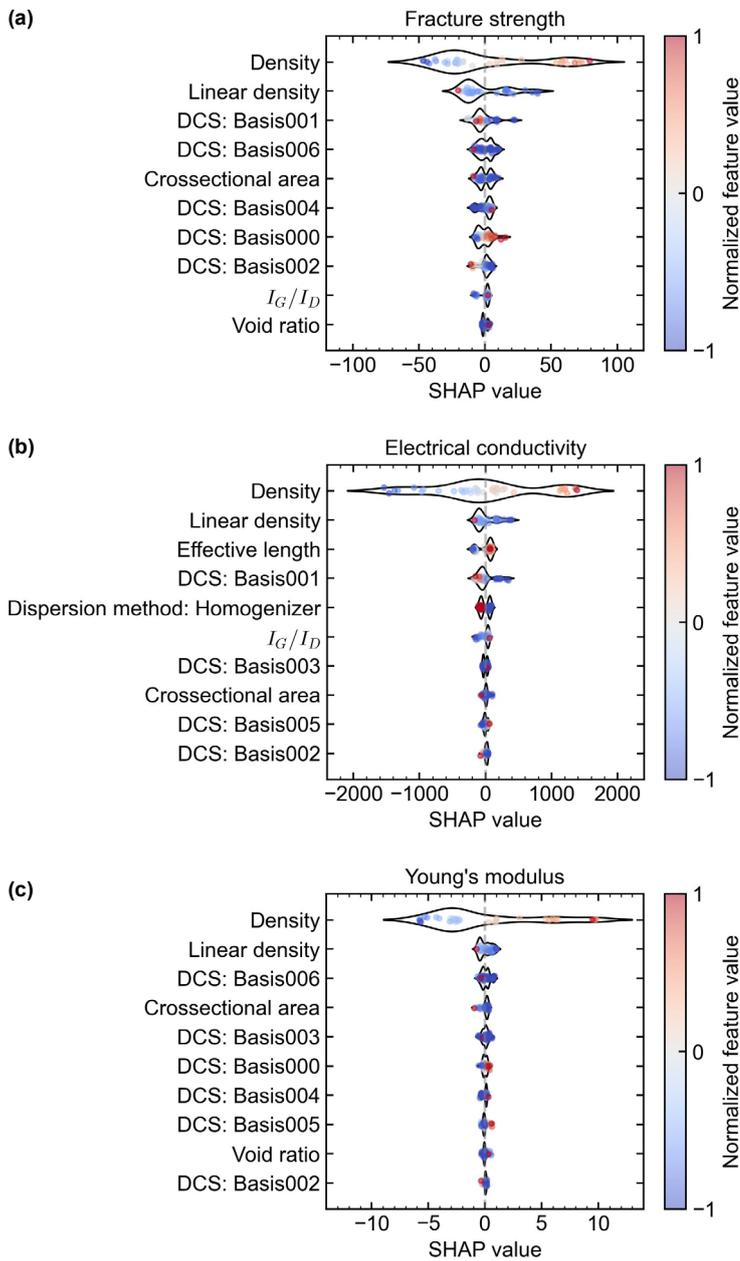 (a)
Fracture strength
Density
Linear density
DCS: Basis001
DCS: Basis006
Crossectional area
DCS: Basis004
DCS: Basis000
DCS: Basis002
I_G/I_D
Void ratio
−100 −50 0 50 100
SHAP value
1
0
−1
Normalized feature value
(b)
Electrical conductivity
Density
Linear density
Effective length
DCS: Basis001
Dispersion method: Homogenizer
I_G/I_D
DCS: Basis003
Crossectional area
DCS: Basis005
DCS: Basis002
−2000 −1000 0 1000 2000
SHAP value
1
0
−1
Normalized feature value
(c)
Young's modulus
Density
Linear density
DCS: Basis006
Crossectional area
DCS: Basis003
DCS: Basis000
DCS: Basis004
DCS: Basis005
Void ratio
DCS: Basis002
−10 −5 0 5 10
SHAP value
1
0
−1
Normalized feature value